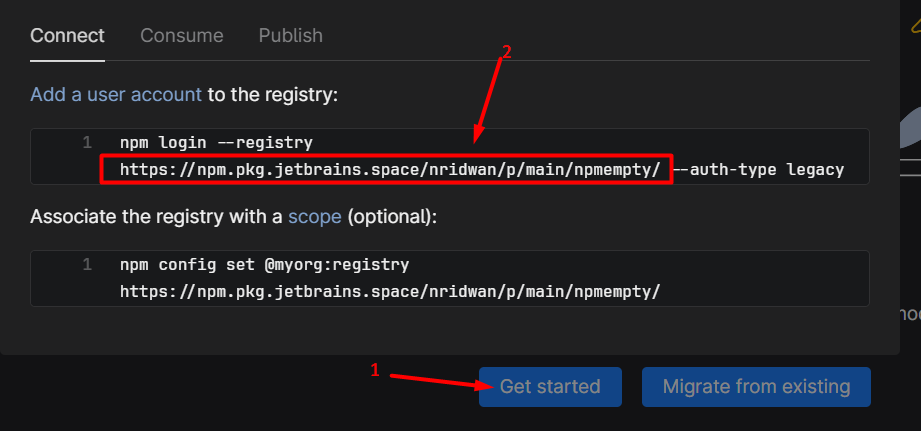 Connect Consume Publish
2
Add a user account to the registry:
1 npm login --registry
https://npm.pkg.jetbrains.space/nridwan/p/main/npmempty/ --auth-type legacy
Associate the registry with a scope (optional):
1 npm config set @myorg:registry
https://npm.pkg.jetbrains.space/nridwan/p/main/npmempty/
1
Get started Migrate from existing